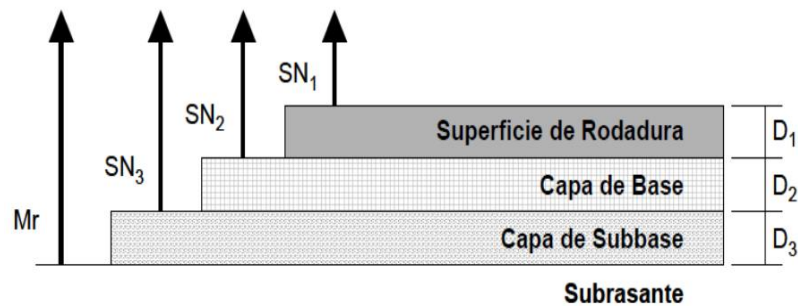 SN1
Superficie de Rodadura
D1
SN2
Capa de Base
D2
SN3
Mr
Capa de Subbase
D3
Subrasante